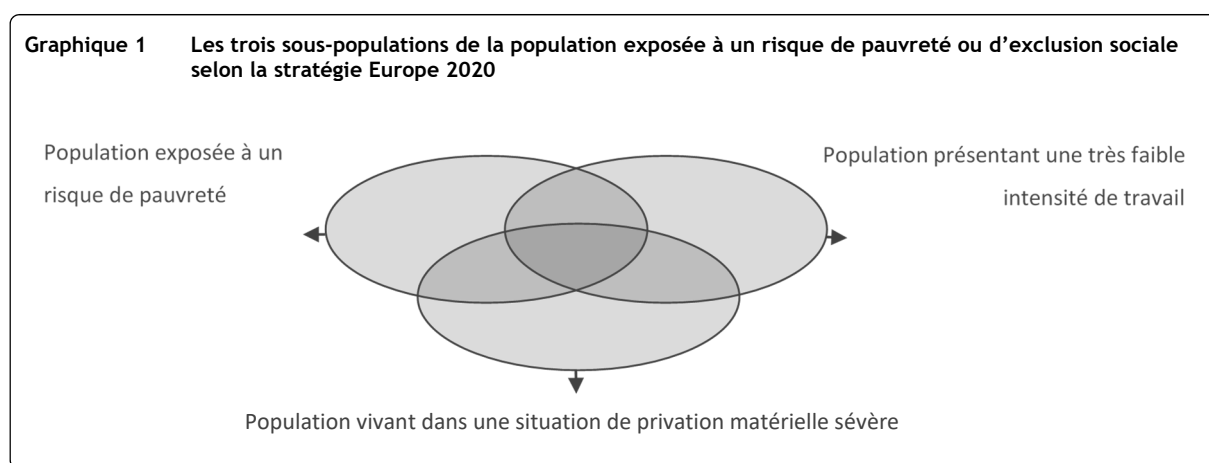 Graphique 1 Les trois sous-populations de la population exposée à un risque de pauvreté ou d’exclusion sociale
selon la stratégie Europe 2020
Population exposée à un
risque de pauvreté
Population présentant une très faible
intensité de travail
Population vivant dans une situation de privation matérielle sévère